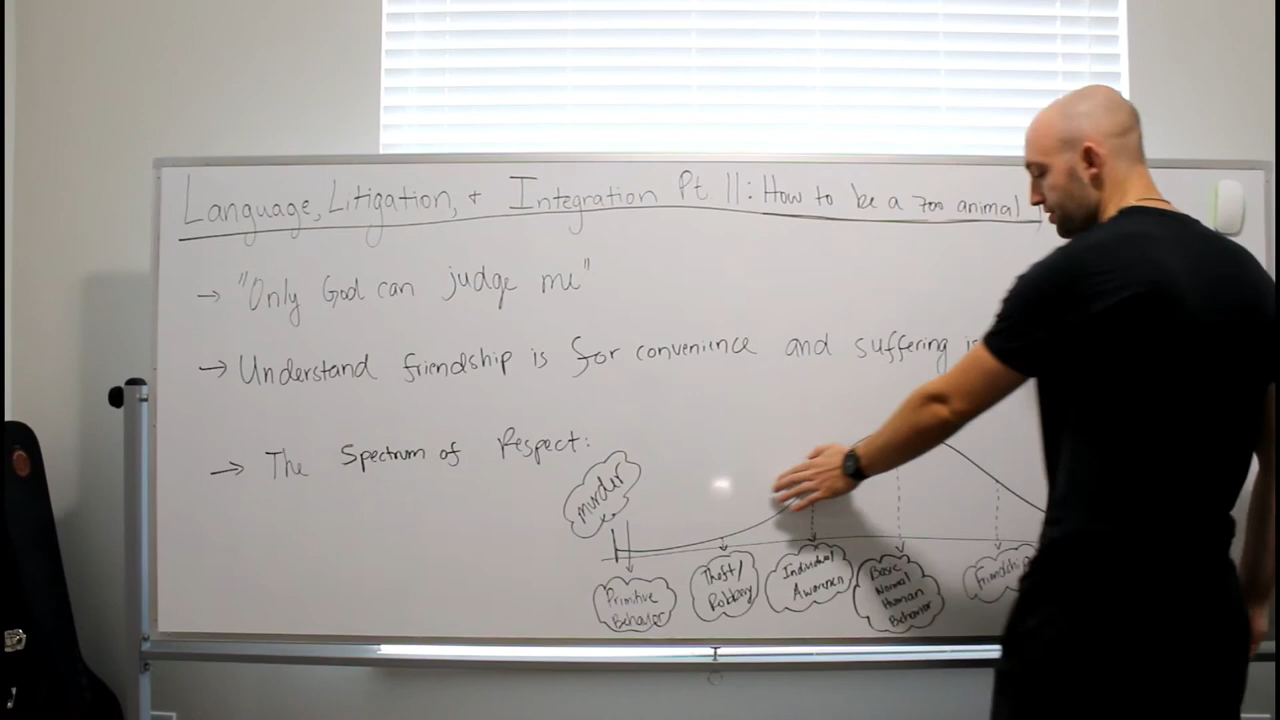 Language, Litigation, + Integration Pt II: How to be a zoo animal
→ "Only God can judge me"
→ Understand friendship is for convenience and suffering is
→ The Spectrum of Respect:
Murder
Primitive
Behavior
Theft/
Robbery
Individual
Awareness
Basic
Normal
Human
Behavior
Friendship